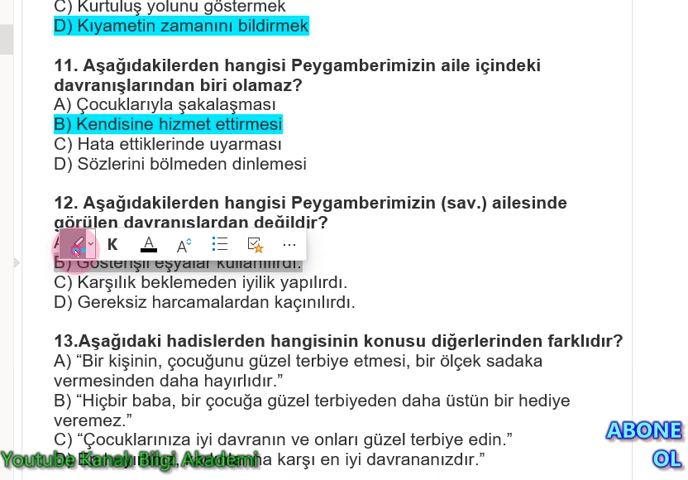 C) Kurtuluş yolunu göstermek
D) Kıyametin zamanını bildirmek
11. Aşağıdakilerden hangisi Peygamberimizin aile içindeki
davranışlarından biri olamaz?
A) Çocuklarıyla şakalaşması
B) Kendisine hizmet ettirmesi
C) Hata ettiklerinde uyarması
D) Sözlerini bölmeden dinlemesi
12. Aşağıdakilerden hangisi Peygamberimizin (sav.) ailesinde
görülen davranışlardan değildir?
K A A
B) Gösterişli eşyalar kullanılırdı.
C) Karşılık beklemeden iyilik yapılırdı.
D) Gereksiz harcamalardan kaçınılırdı.
13.Aşağıdaki hadislerden hangisinin konusu diğerlerinden farklıdır?
A) “Bir kişinin, çocuğunu güzel terbiye etmesi, bir ölçek sadaka
vermesinden daha hayırlıdır.”
B) “Hiçbir baba, bir çocuğa güzel terbiyeden daha üstün bir hediye
veremez.”
C) “Çocuklarınıza iyi davranın ve onları güzel terbiye edin.”
karşı en iyi davrananızdır.”
Youtube Kanalı Bilgi Akademi
ABONE
OL